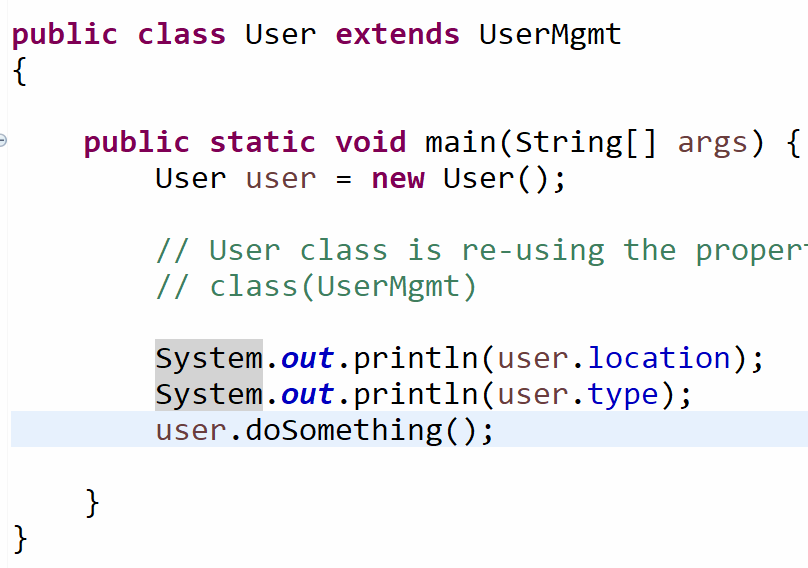 public class User extends UserMgmt
{
public static void main(String[] args) {
User user = new User();
// User class is re-using the
// class(UserMgmt)
System.out.println(user.location);
System.out.println(user.type);
user.doSomething();
}
}